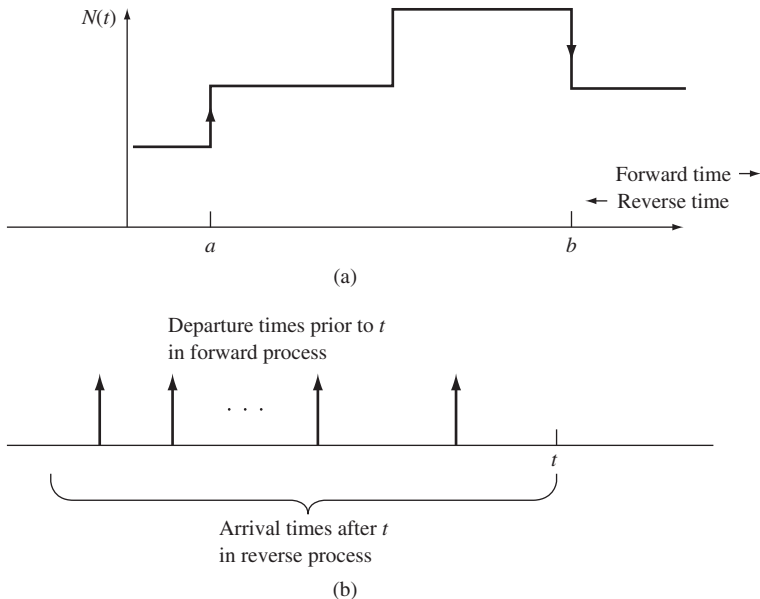 N(t)
Forward time
Reverse time
a
b
(a)
Departure times prior to t
in forward process
. . .
t
Arrival times after t
in reverse process
(b)